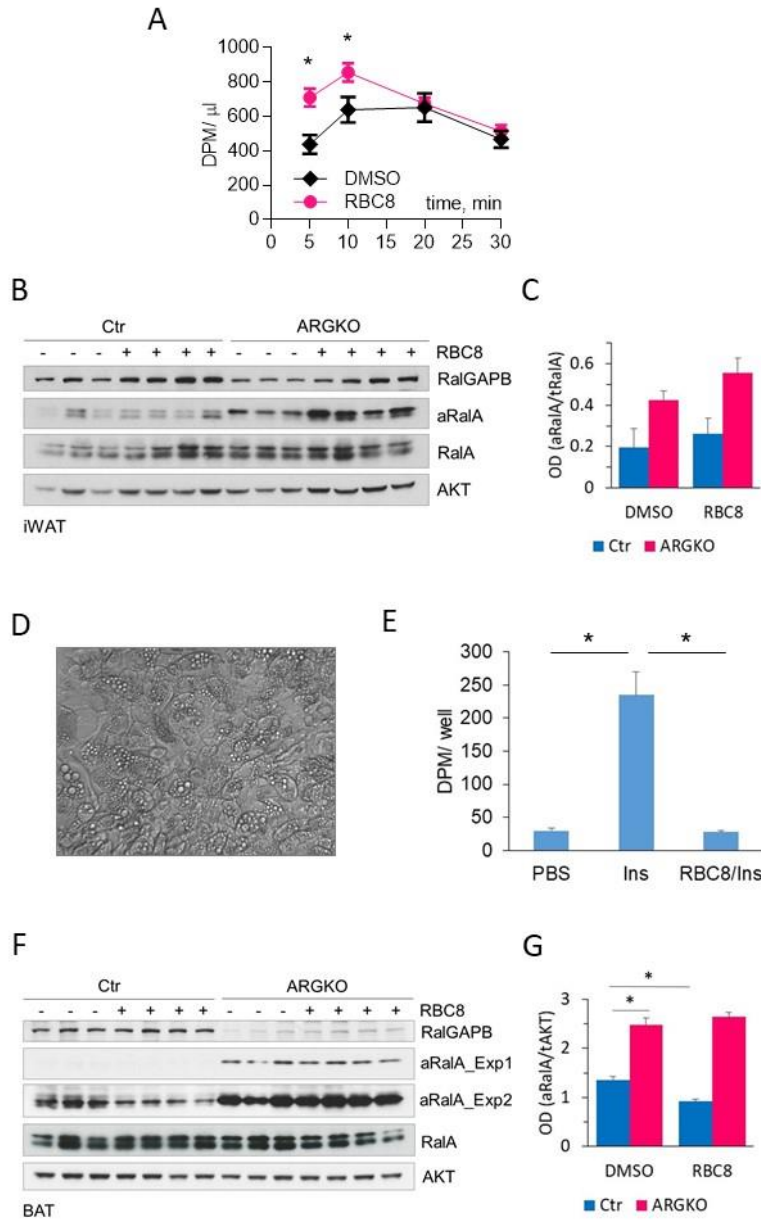 A
DPM/ µl
1000
800
600
400
200
0
* *
DMSO
RBC8
time, min
0 5 10 15 20 25 30
B
Ctr ARGKO
- - - + + + + - - - + + + + RBC8
RalGAPB
aRalA
RalA
AKT
iWAT
C
OD (aRalA/tRalA)
0.6
0.4
0.2
0
DMSO RBC8
Ctr ARGKO
D
E
DPM/ well
300
250
200
150
100
50
0
* *
PBS Ins RBC8/Ins
F
Ctr ARGKO
- - - + + + + - - - + + + + RBC8
RalGAPB
aRalA_Exp1
aRalA_Exp2
RalA
AKT
BAT
G
OD (aRalA/tAKT)
3
2
1
0
*
*
DMSO RBC8
Ctr ARGKO